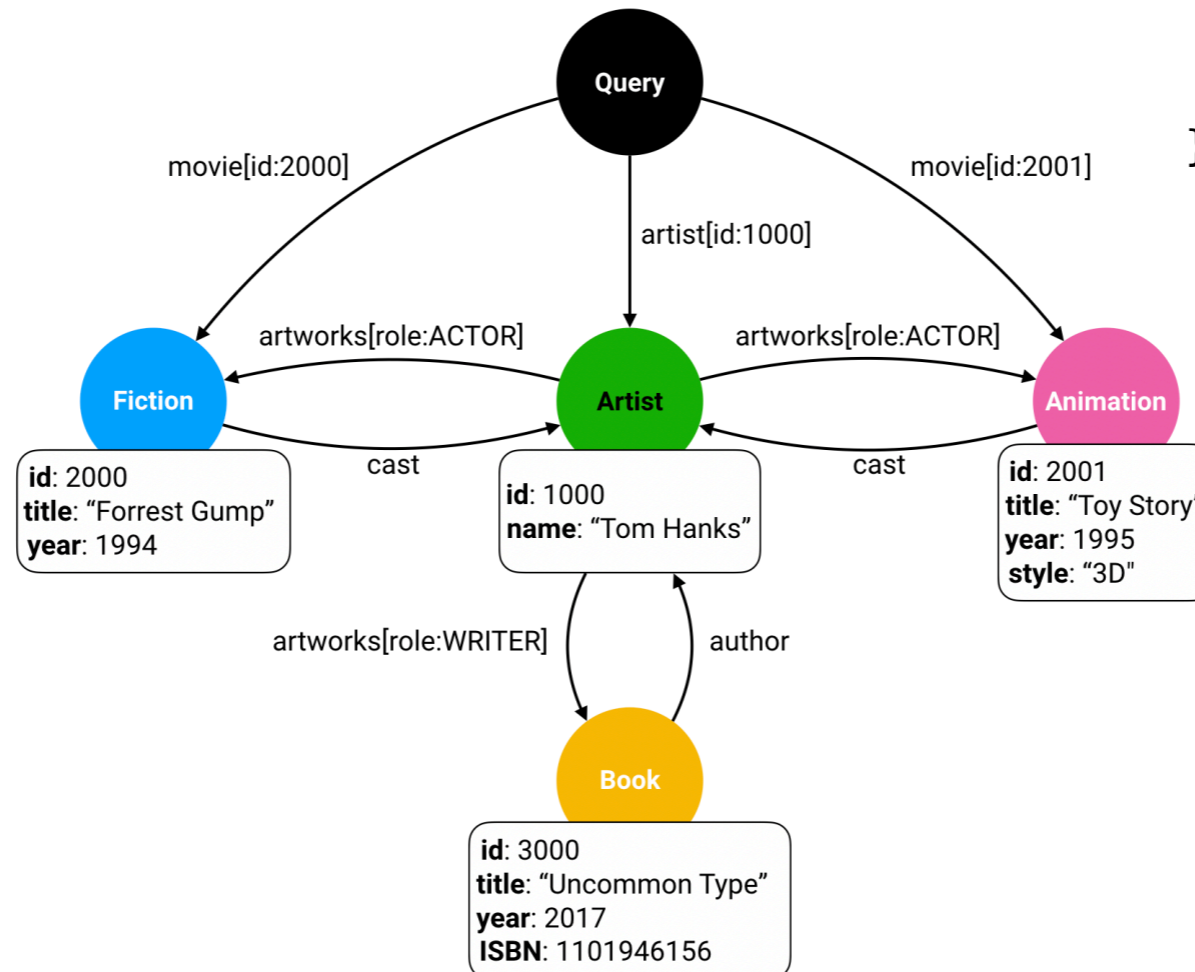 Query
}
movie[id:2000]
movie[id:2001]
artist[id:1000]
artworks[role:ACTOR]
artworks[role:ACTOR]
Fiction
Artist
Animation
cast
cast
id: 2000
title: “Forrest Gump”
year: 1994
id: 1000
name: “Tom Hanks”
id: 2001
title: “Toy Story”
year: 1995
style: “3D"
artworks[role:WRITER]
author
Book
id: 3000
title: “Uncommon Type”
year: 2017
ISBN: 1101946156